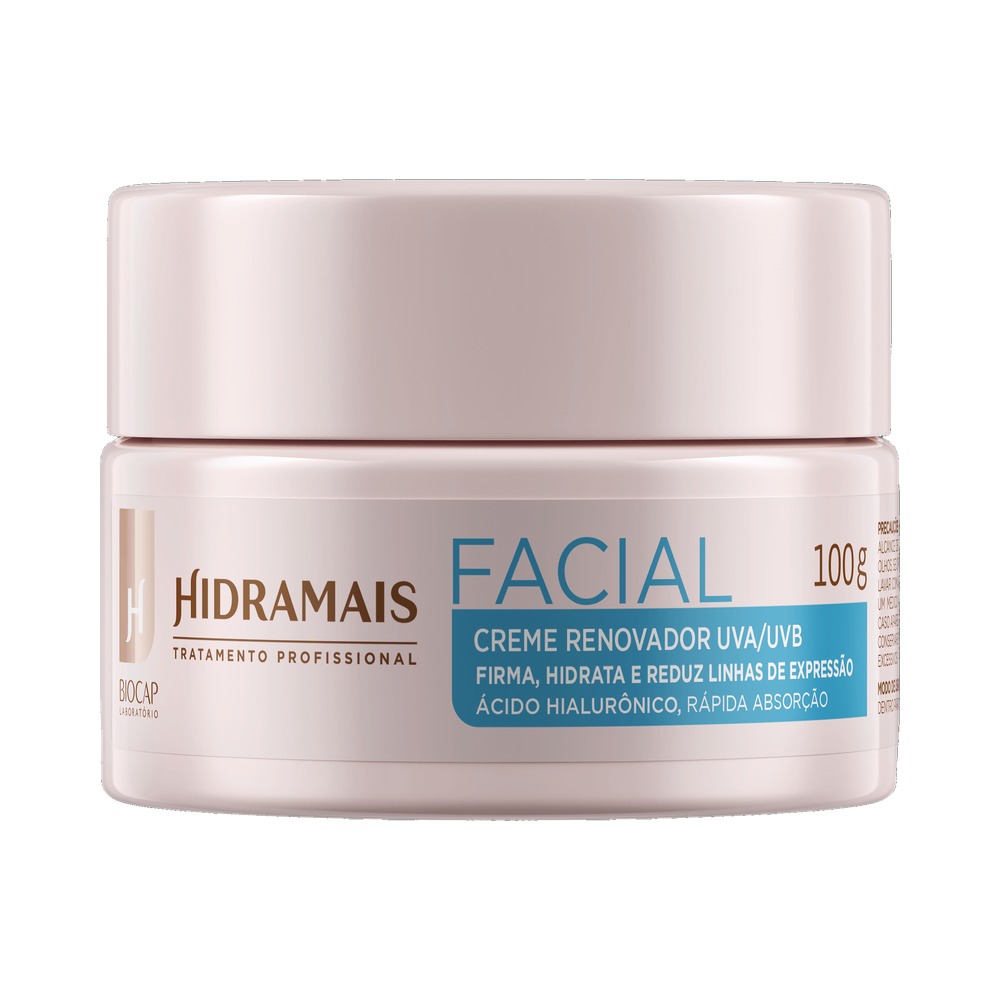 HIDRAMAIS
TRATAMENTO PROFISSIONAL
BIOCAP
LABORATÓRIO
FACIAL
100g
CREME RENOVADOR UVA/UVB
FIRMA, HIDRATA E REDUZ LINHAS DE EXPRESSÃO
ÁCIDO HIALURÔNICO, RÁPIDA ABSORÇÃO